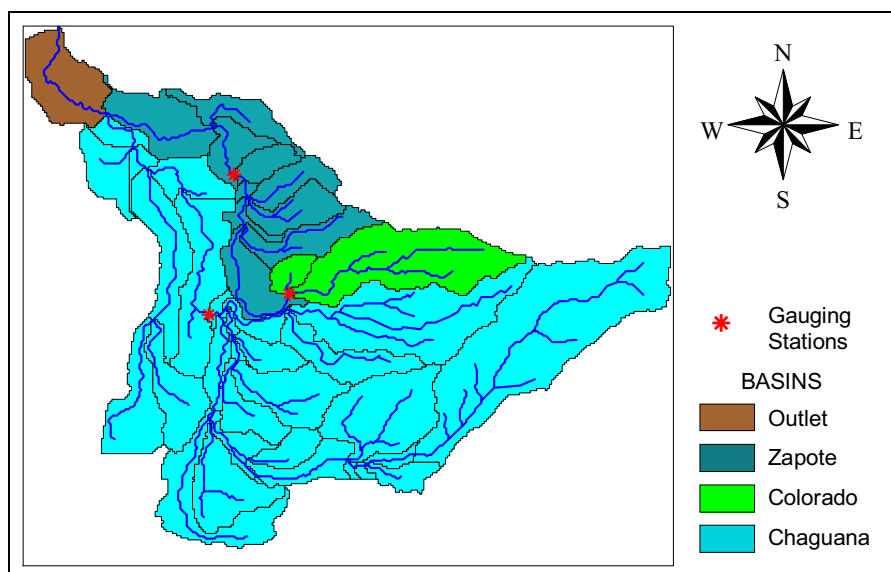 N
W E
S
Gauging
Stations
BASINS
Outlet
Zapote
Colorado
Chaguana